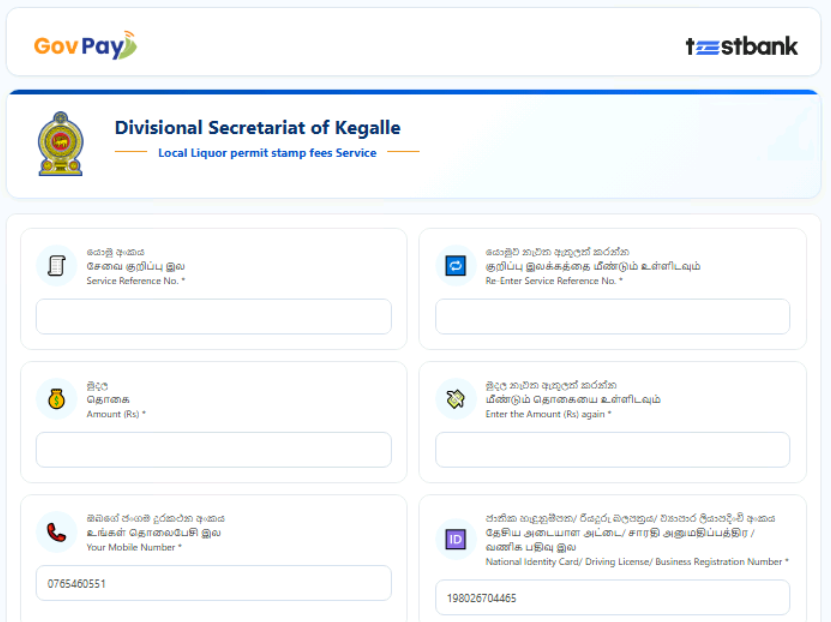 GovPay
testbank
Divisional Secretariat of Kegalle
Local Liquor permit stamp fees Service
යොමු අංකය
சேவை குறிப்பு இல
Service Reference No. *
යොමුව නැවත ඇතුලත් කරන්න
குறிப்பு இலக்கத்தை மீண்டும் உள்ளிடவும்
Re-Enter Service Reference No. *
මුදල
தொகை
Amount (Rs) *
මුදල නැවත ඇතුලත් කරන්න
மீண்டும் தொகையை உள்ளிடவும்
Enter the Amount (Rs) again *
ඔබගේ ජංගම දුරකථන අංකය
உங்கள் தொலைபேசி இல
Your Mobile Number *
0765460551
ජාතික හැඳුනුම්පත/ රියදුරු බලපත්‍රය/ ව්‍යාපාර ලියාපදිංචි අංකය
ID
தேசிய அடையாள அட்டை/ சாரதி அனுமதிப்பத்திர /
வணிக பதிவு இல
National Identity Card/ Driving License/ Business Registration Number *
198026704465